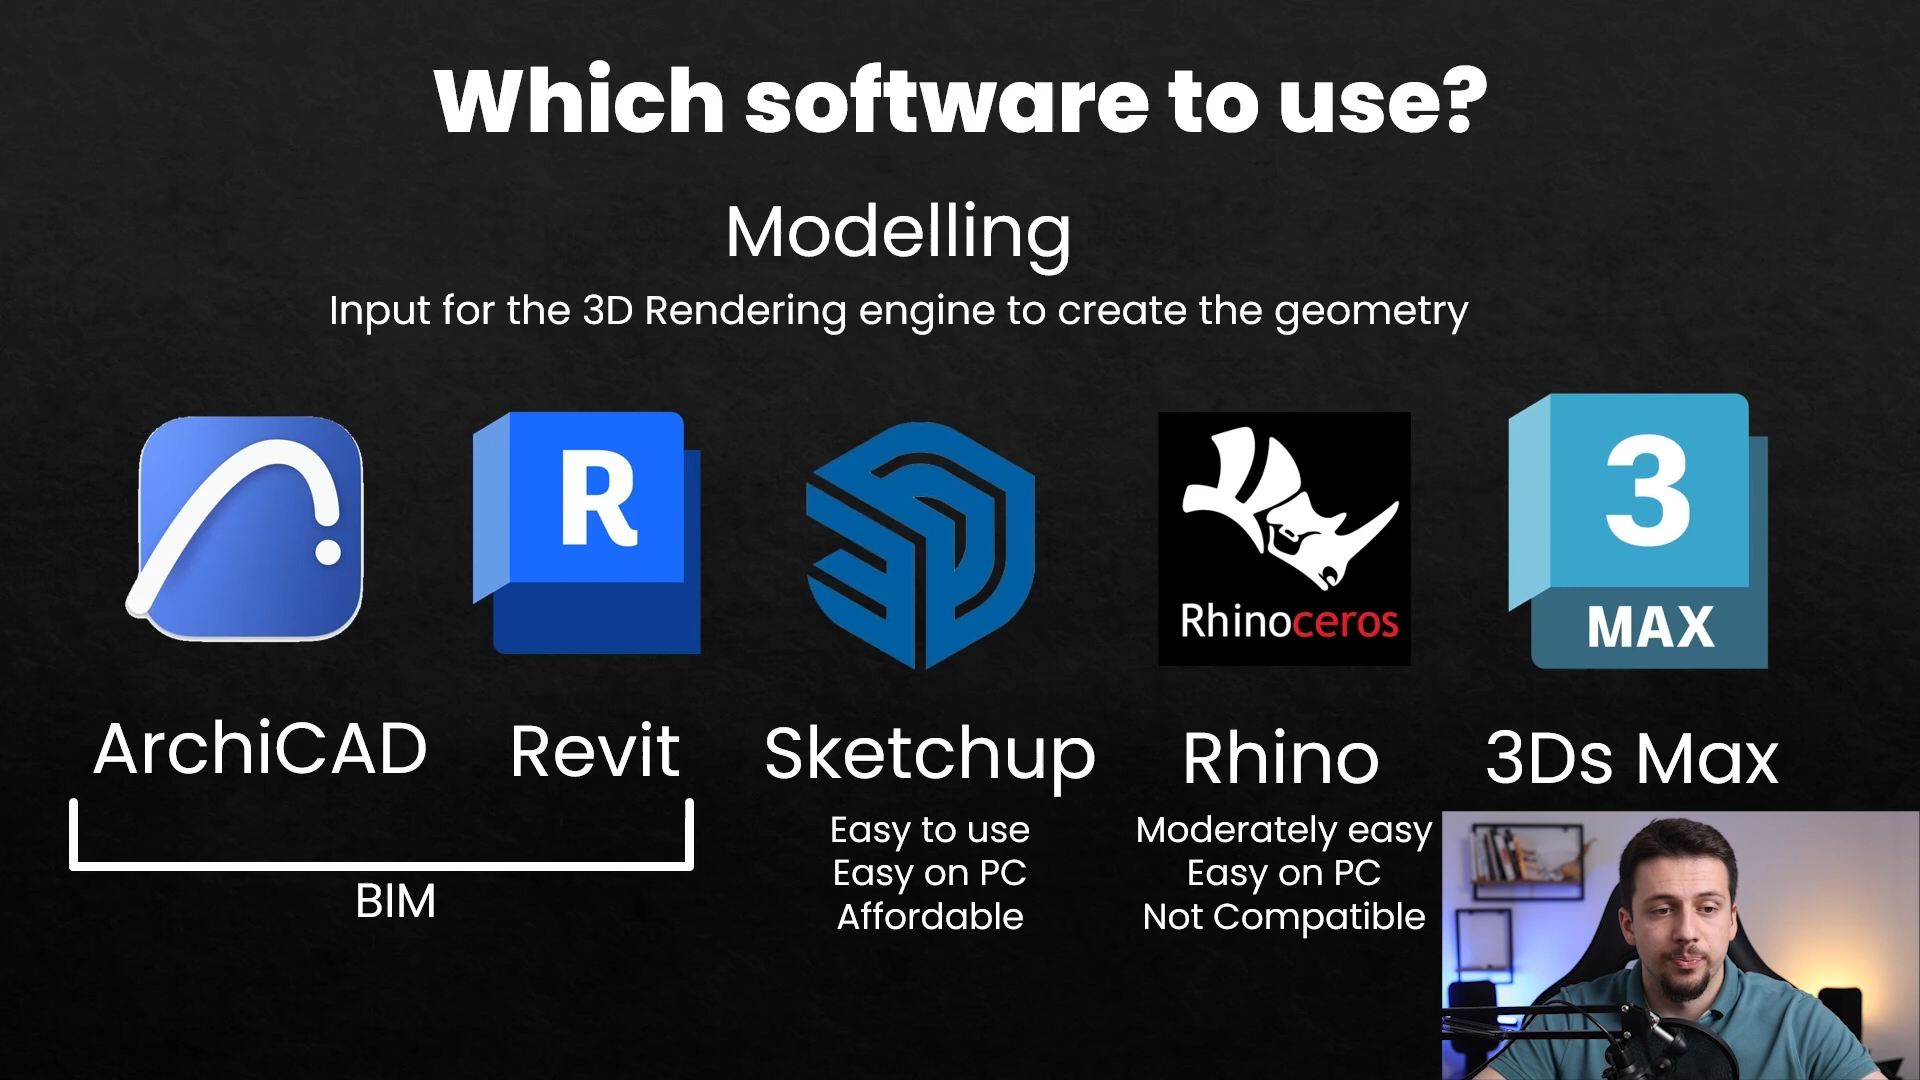 Which software to use?
Modelling
Input for the 3D Rendering engine to create the geometry
R
Rhinoceros
3
MAX
ArchiCAD
Revit
Sketchup
Rhino
3Ds Max
BIM
Easy to use
Easy on PC
Affordable
Moderately easy
Easy on PC
Not Compatible